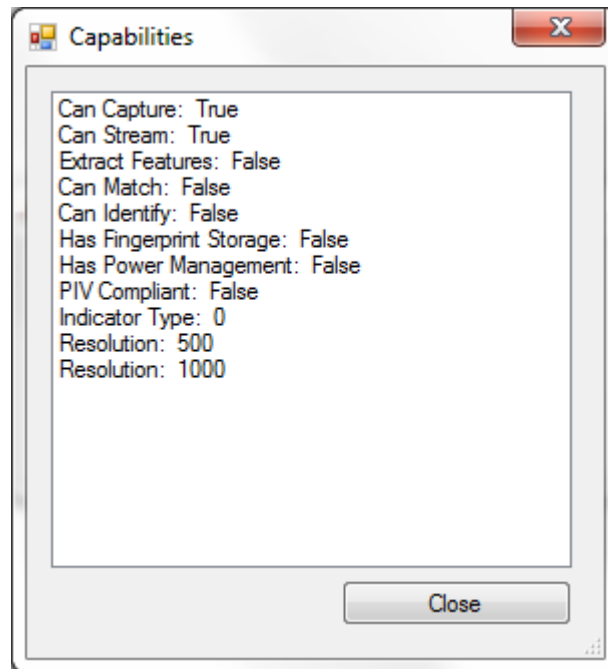 Capabilities
Can Capture: True
Can Stream: True
Extract Features: False
Can Match: False
Can Identify: False
Has Fingerprint Storage: False
Has Power Management: False
PIV Compliant: False
Indicator Type: 0
Resolution: 500
Resolution: 1000
Close